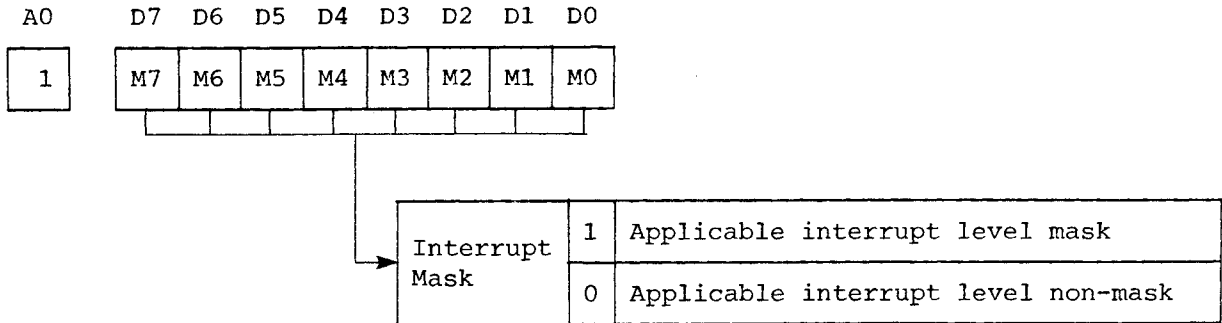 A0 D7 D6 D5 D4 D3 D2 D1 D0
1 M7 M6 M5 M4 M3 M2 M1 M0
Interrupt Mask
1 Applicable interrupt level mask
0 Applicable interrupt level non-mask